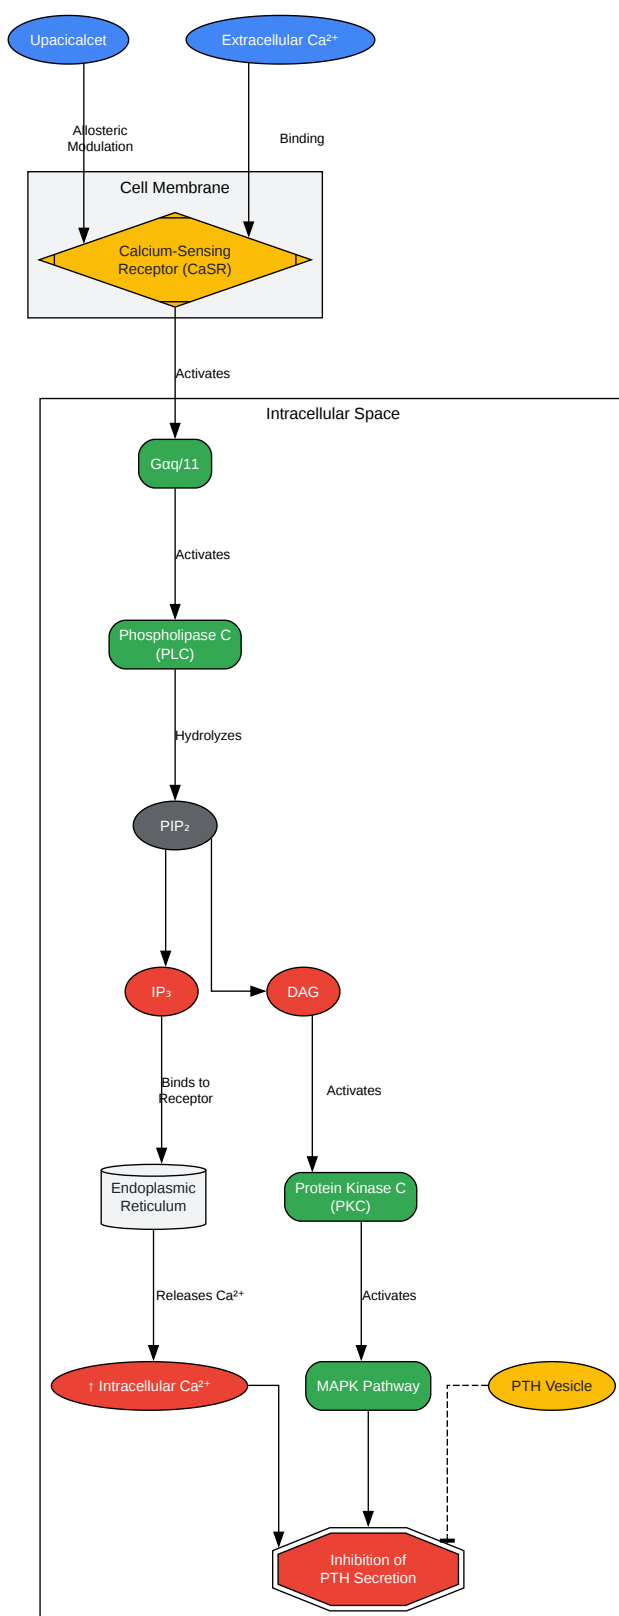 Upacicalcet
Extracellular Ca²⁺
Allosteric
Modulation
Binding
Cell Membrane
Calcium-Sensing
Receptor (CaSR)
Activates
Intracellular Space
Gαq/11
Activates
Phospholipase C
(PLC)
Hydrolyzes
PIP₂
IP₃
DAG
Binds to
Receptor
Activates
Endoplasmic
Reticulum
Protein Kinase C
(PKC)
Releases Ca²⁺
Activates
↑ Intracellular Ca²⁺
MAPK Pathway
PTH Vesicle
Inhibition of
PTH Secretion